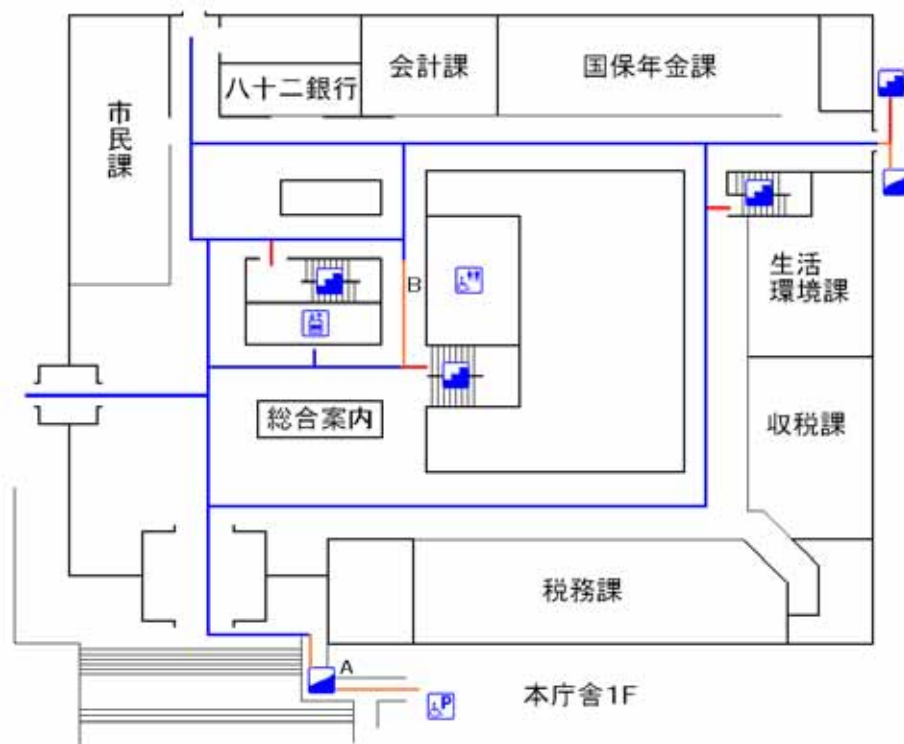 会計課
国保年金課
八十二銀行
市民課
生活
環境課
B
収税課
総合案内
税務課
A
P
本庁舎1F